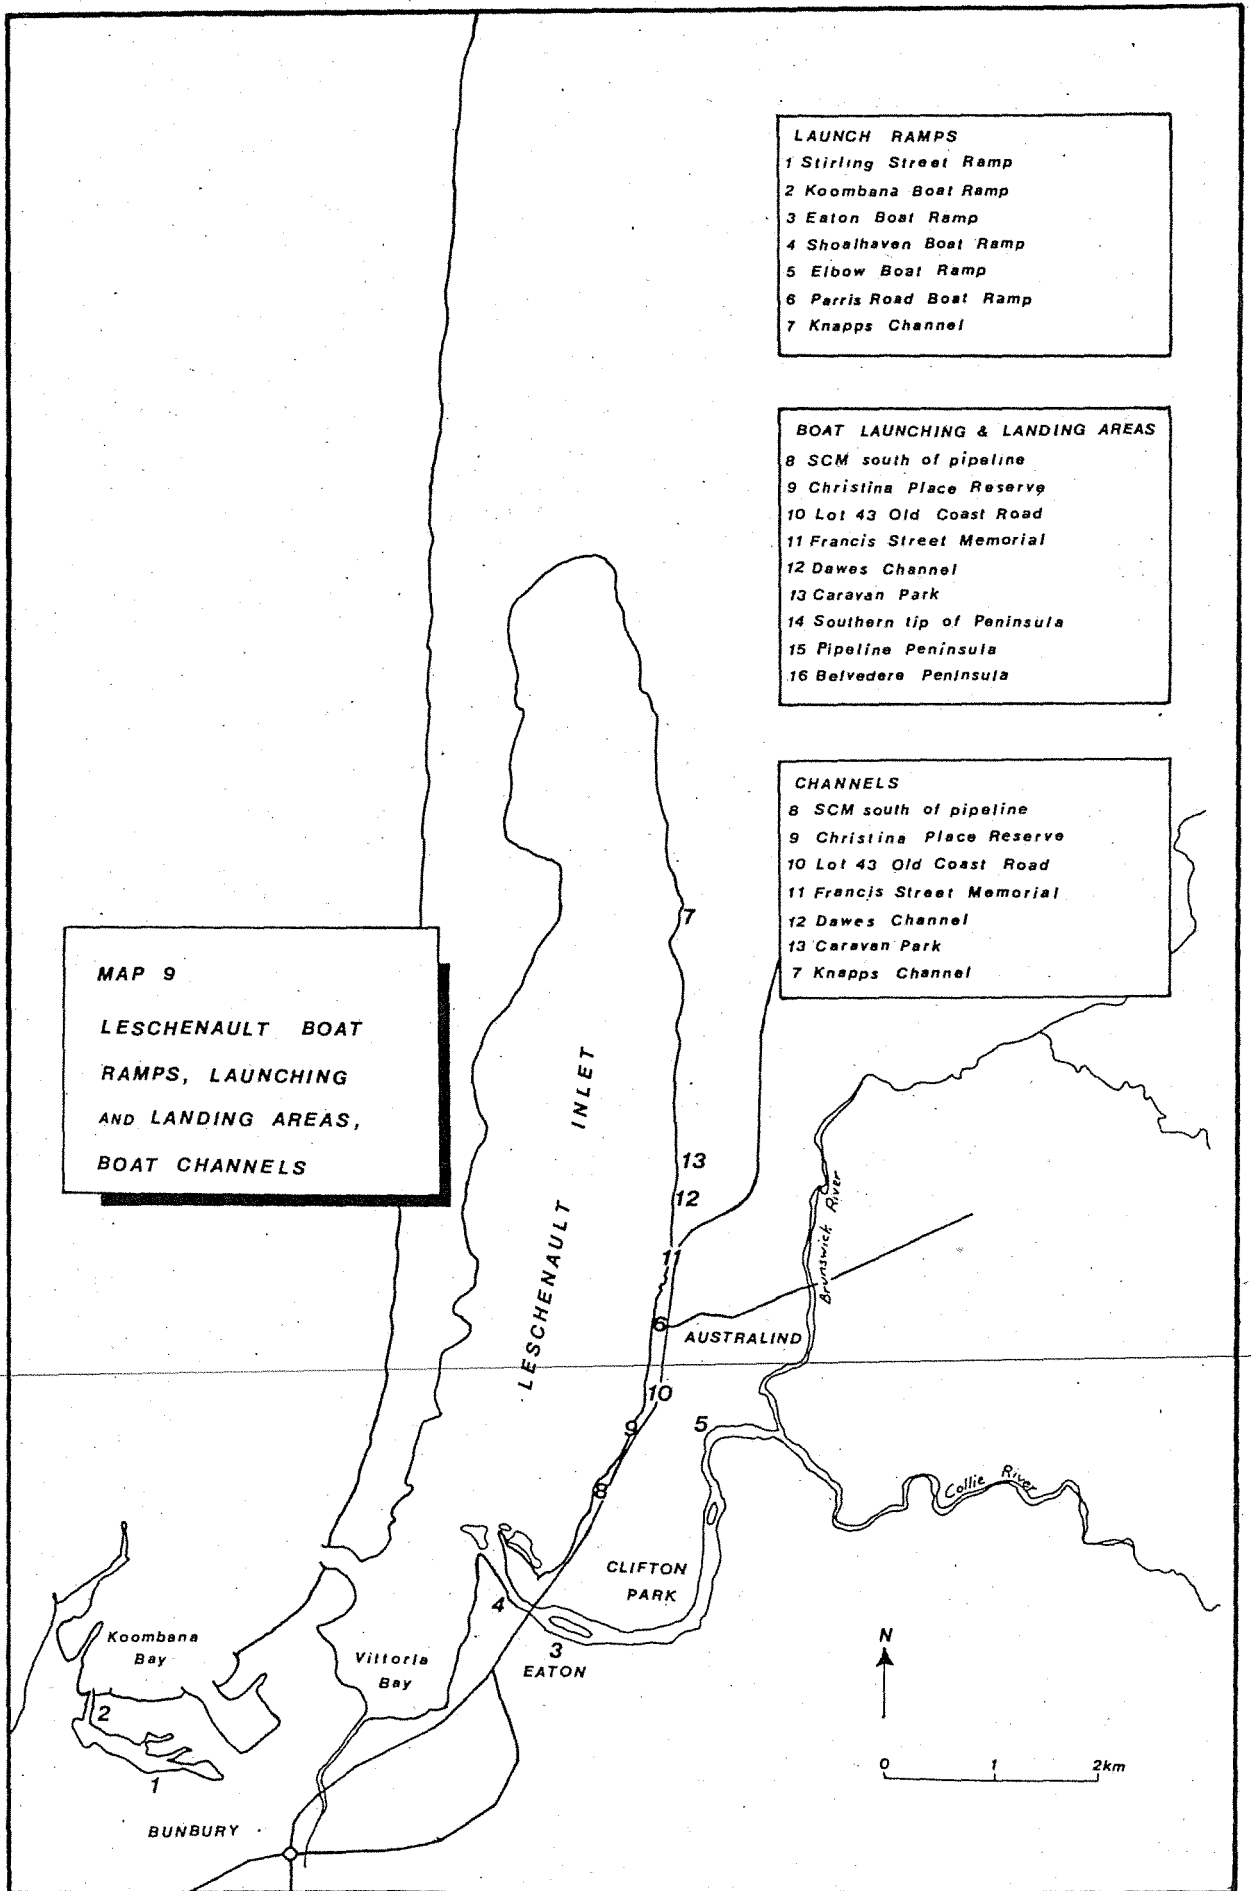 LAUNCH RAMPS
1 Stirling Street Ramp
2 Koombana Boat Ramp
3 Eaton Boat Ramp
4 Shoalhaven Boat Ramp
5 Elbow Boat Ramp
6 Parris Road Boat Ramp
7 Knapps Channel
BOAT LAUNCHING & LANDING AREAS
8 SCM south of pipeline
9 Christina Place Reserve
10 Lot 43 Old Coast Road
11 Francis Street Memorial
12 Dawes Channel
13 Caravan Park
14 Southern tip of Peninsula
15 Pipeline Peninsula
16 Belvedere Peninsula
CHANNELS
8 SCM south of pipeline
9 Christina Place Reserve
10 Lot 43 Old Coast Road
11 Francis Street Memorial
12 Dawes Channel
13 Caravan Park
7 Knapps Channel
MAP 9
LESCHENAULT BOAT
RAMPS, LAUNCHING
AND LANDING AREAS,
BOAT CHANNELS
7
LESCHENAULT INLET
13
12
11
Brunswick River
6
AUSTRALIND
10
9
5
8
Collie River
CLIFTON
PARK
4
3
EATON
Koombana
Bay
Vittoria
Bay
2
1
BUNBURY
N
0 1 2km